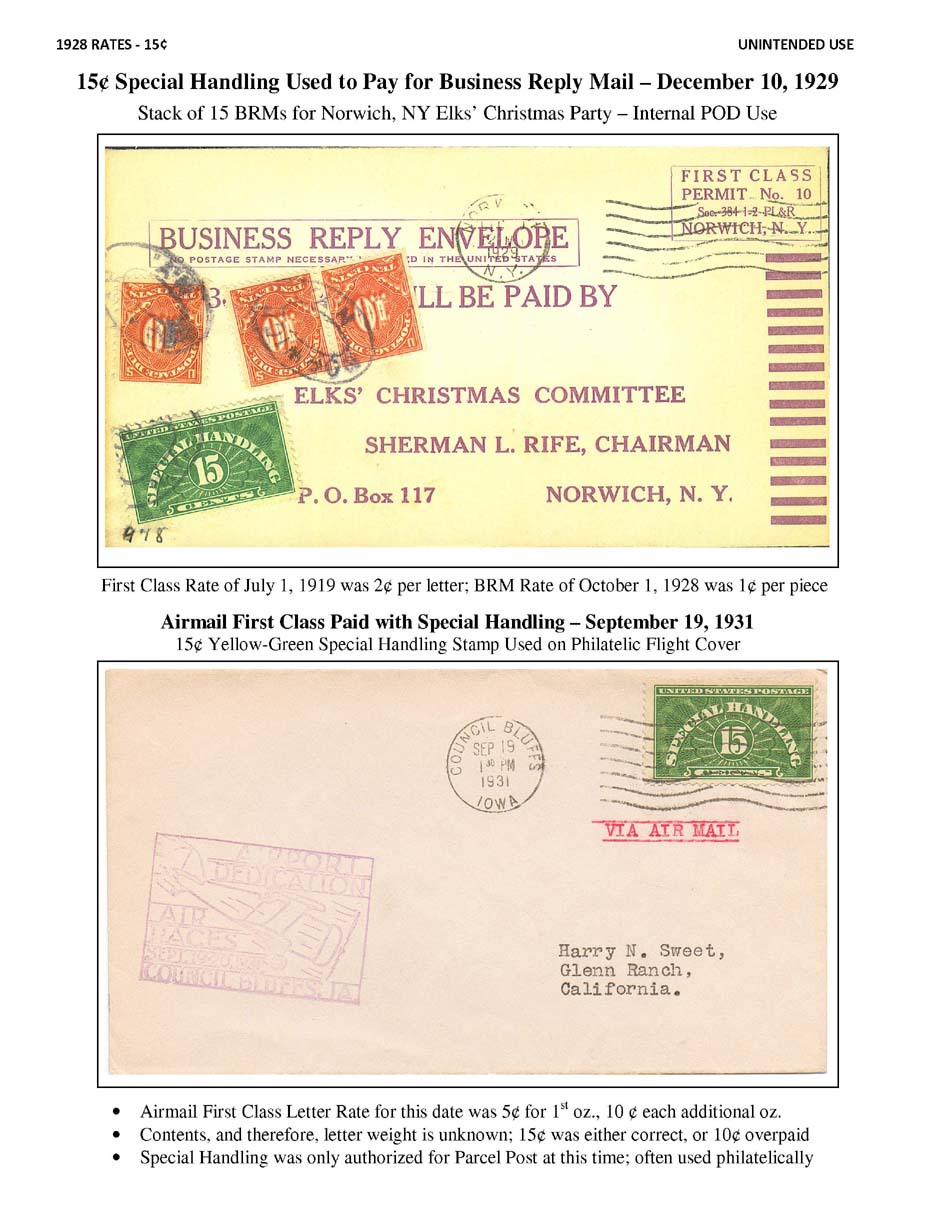 1928 RATES - 15¢
UNINTENDED USE
15¢ Special Handling Used to Pay for Business Reply Mail – December 10, 1929
Stack of 15 BRMs for Norwich, NY Elks’ Christmas Party – Internal POD Use
FIRST CLASS
PERMIT No. 10
Sec. 384 1-2 PL&R
NORWICH, N. Y.
1929
N.Y.
BUSINESS REPLY ENVELOPE
NO POSTAGE STAMP NECESSARY IN THE UNITED STATES
3
LL BE PAID BY
ELKS’ CHRISTMAS COMMITTEE
SHERMAN L. RIFE, CHAIRMAN
P. O. Box 117 NORWICH, N. Y.
UNITED STATES POSTAGE
SPECIAL HANDLING
15
CENTS
978
First Class Rate of July 1, 1919 was 2¢ per letter; BRM Rate of October 1, 1928 was 1¢ per piece
Airmail First Class Paid with Special Handling – September 19, 1931
15¢ Yellow-Green Special Handling Stamp Used on Philatelic Flight Cover
UNITED STATES POSTAGE
SPECIAL HANDLING
15
COUNCIL BLUFFS
SEP 19
1 30 PM
1931
IOWA
VIA AIR MAIL
AIRPORT
DEDICATION
AIR
RACES
COUNCIL BLUFFS, IA.
Harry N. Sweet,
Glenn Ranch,
California.
• Airmail First Class Letter Rate for this date was 5¢ for 1st oz., 10 ¢ each additional oz.
• Contents, and therefore, letter weight is unknown; 15¢ was either correct, or 10¢ overpaid
• Special Handling was only authorized for Parcel Post at this time; often used philatelically